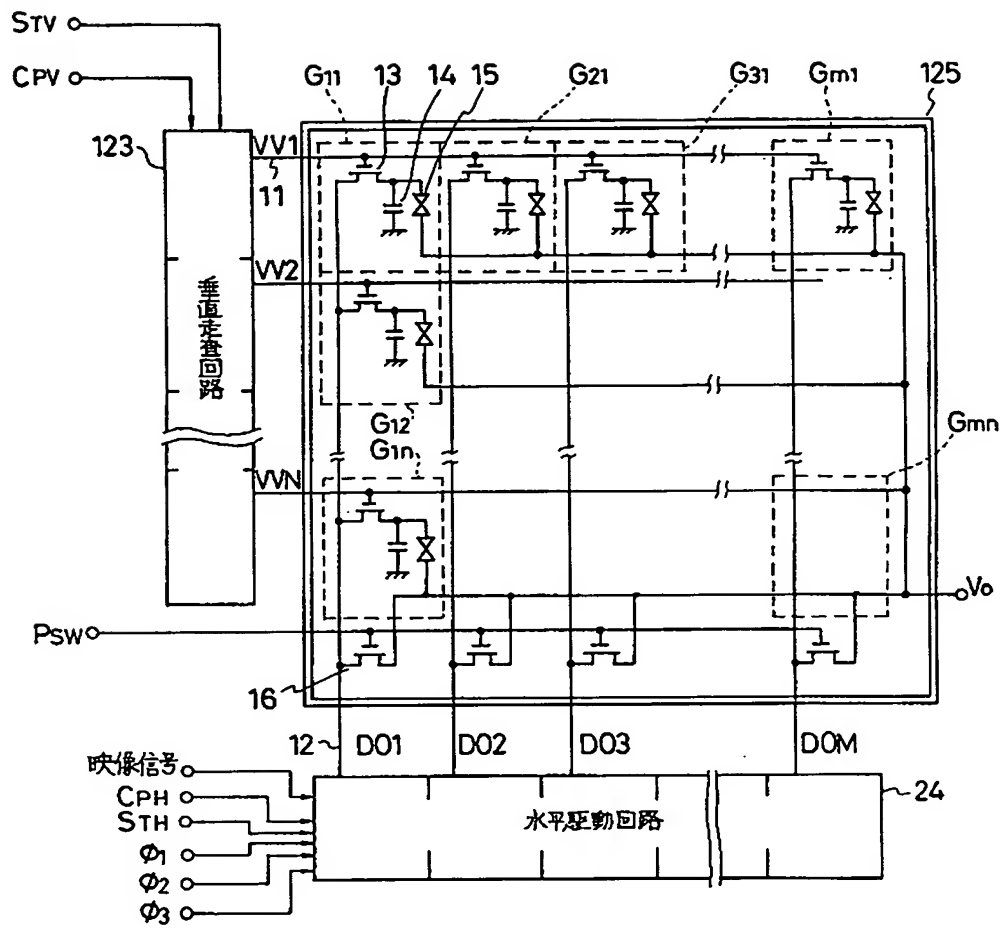 STV
CPV
G11
13
14
15
G21
G31
Gm1
125
123
VV1
11
VV2
垂直走査回路
G12
G1n
Gmn
VVN
Vo
PSW
16
12
DO1
DO2
DO3
DOM
映像信号
CPH
STH
φ1
φ2
φ3
水平駆動回路
24